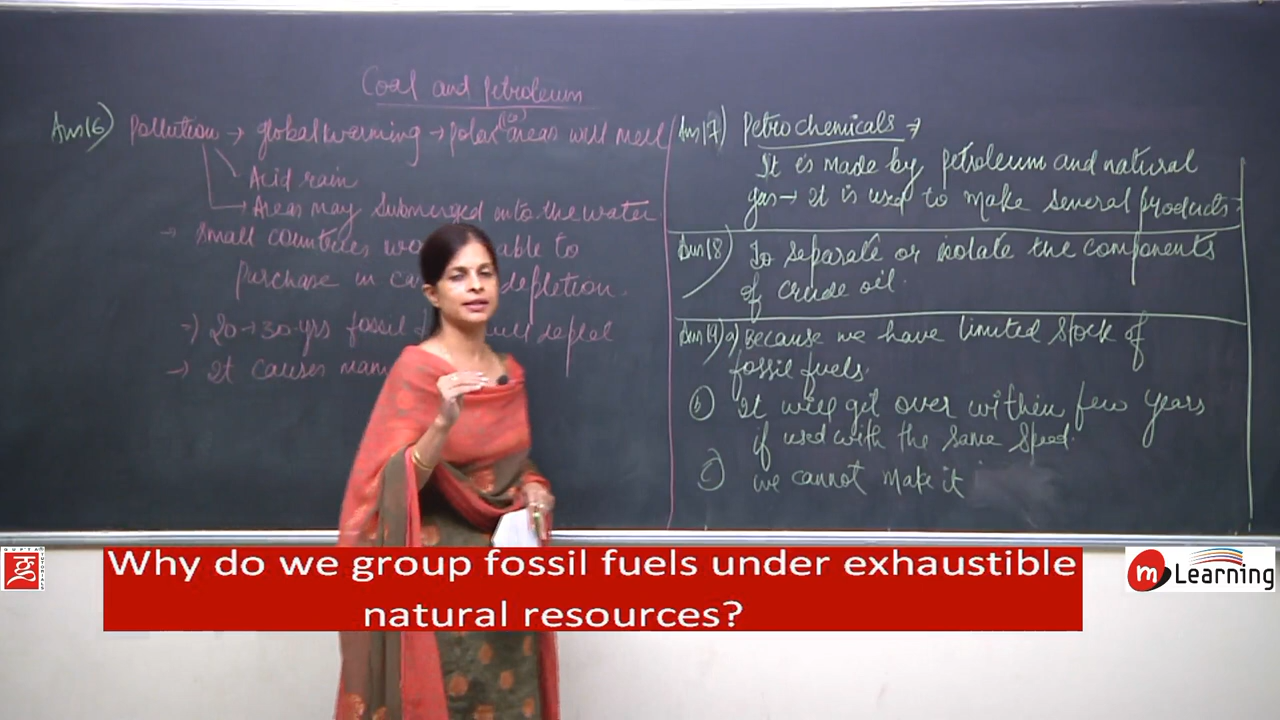 Coal and petroleum
Ans16) Pollution → global warming → polar (ice) areas will melt
Acid rain
→ Areas may submerged into the water.
→ Small countries able to
purchase in depletion.
→) 20→30 yrs fossil
→ It causes
Ans17) Petrochemicals →
It is made by petroleum and natural
gas → It is used to make several products.
Ans18) To separate or isolate the components
of crude oil.
Ans19) a) Because we have limited stock of
fossil fuels.
b) It will get over within few years
if used with the same speed.
c) we cannot make it
Why do we group fossil fuels under exhaustible
natural resources?
GUPTA
m Learning